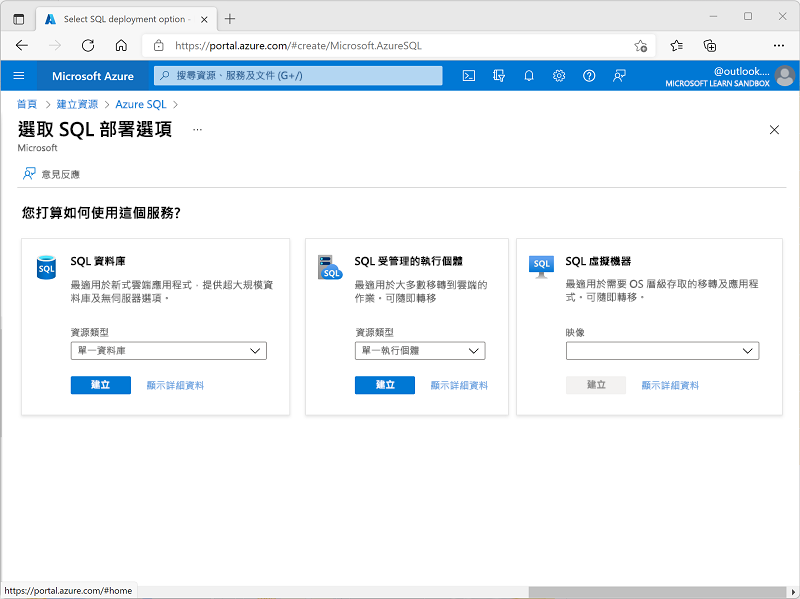 Select SQL deployment option -
https://portal.azure.com/#create/Microsoft.AzureSQL
Microsoft Azure
搜尋資源、服務及文件 (G+/)
@outlook....
MICROSOFT LEARN SANDBOX
首頁 > 建立資源 > Azure SQL >
選取 SQL 部署選項 ...
Microsoft
意見反應
您打算如何使用這個服務?
SQL
SQL 資料庫
最適用於新式雲端應用程式，提供超大規模資
料庫及無伺服器選項。
資源類型
單一資料庫
建立
顯示詳細資料
SQL
SQL 受管理的執行個體
最適用於大多數移轉到雲端的
作業。可隨即轉移
資源類型
單一執行個體
建立
顯示詳細資料
SQL
SQL 虛擬機器
最適用於需要 OS 層級存取的移轉及應用程
式。可隨即轉移。
映像
建立
顯示詳細資料
https://portal.azure.com/#home